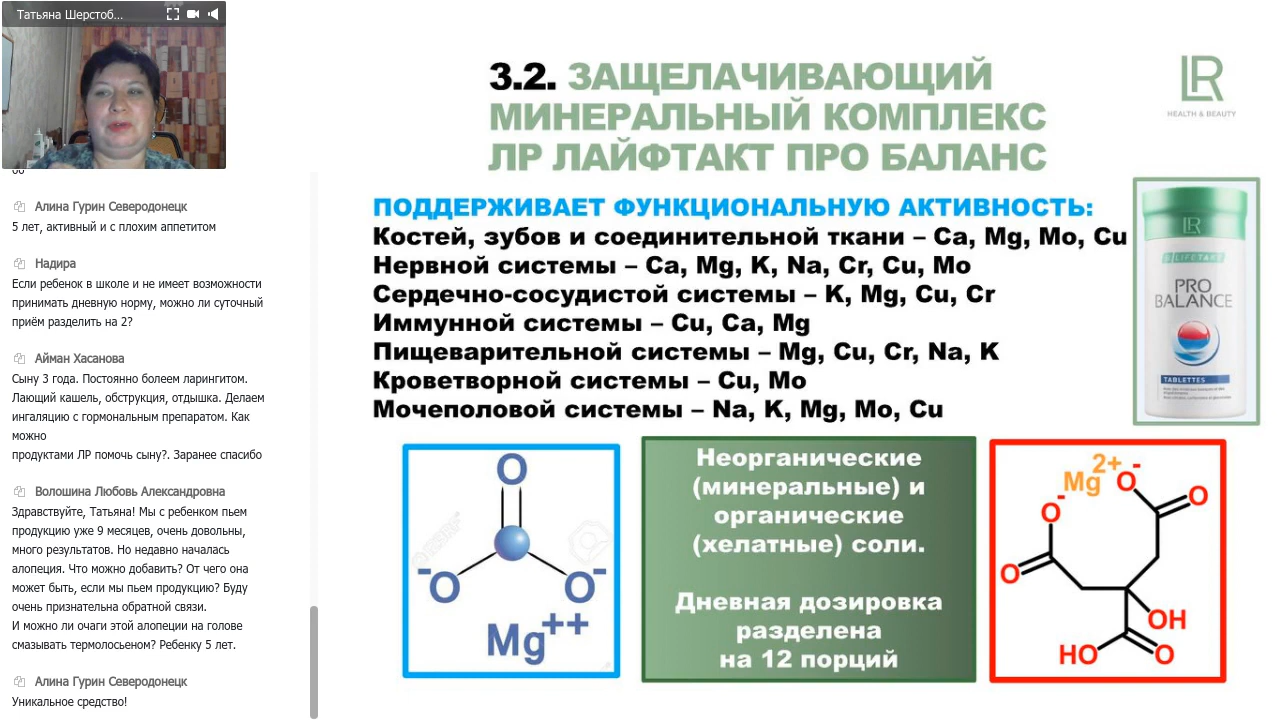 Татьяна Шерстоб...
Алина Гурин Северодонецк
5 лет, активный и с плохим аппетитом
Надира
Если ребенок в школе и не имеет возможности
принимать дневную норму, можно ли суточный
приём разделить на 2?
Айман Хасанова
Сыну 3 года. Постоянно болеем ларингитом.
Лающий кашель, обструкция, отдышка. Делаем
ингаляцию с гормональным препаратом. Как
можно
продуктами ЛР помочь сыну?. Заранее спасибо
Волошина Любовь Александровна
Здравствуйте, Татьяна! Мы с ребенком пьем
продукцию уже 9 месяцев, очень довольны,
много результатов. Но недавно началась
алопеция. Что можно добавить? От чего она
может быть, если мы пьем продукцию? Буду
очень признательна обратной связи.
И можно ли очаги этой алопеции на голове
смазывать термолосьеном? Ребенку 5 лет.
Алина Гурин Северодонецк
Уникальное средство!
3.2. ЗАЩЕЛАЧИВАЮЩИЙ
МИНЕРАЛЬНЫЙ КОМПЛЕКС
ЛР ЛАЙФТАКТ ПРО БАЛАНС
LR
HEALTH & BEAUTY
ПОДДЕРЖИВАЕТ ФУНКЦИОНАЛЬНУЮ АКТИВНОСТЬ:
Костей, зубов и соединительной ткани – Ca, Mg, Mo, Cu
Нервной системы – Ca, Mg, K, Na, Cr, Cu, Mo
Сердечно-сосудистой системы – K, Mg, Cu, Cr
Иммунной системы – Cu, Ca, Mg
Пищеварительной системы – Mg, Cu, Cr, Na, K
Кроветворной системы – Cu, Mo
Мочеполовой системы – Na, K, Mg, Mo, Cu
LR
LIFETAKT
PRO
BALANCE
TABLETTES
O
-O
O-
Mg++
Неорганические
(минеральные) и
органические
(хелатные) соли.
Дневная дозировка
разделена
на 12 порций
Mg2+
O-
O
O-
O
OH
HO
O